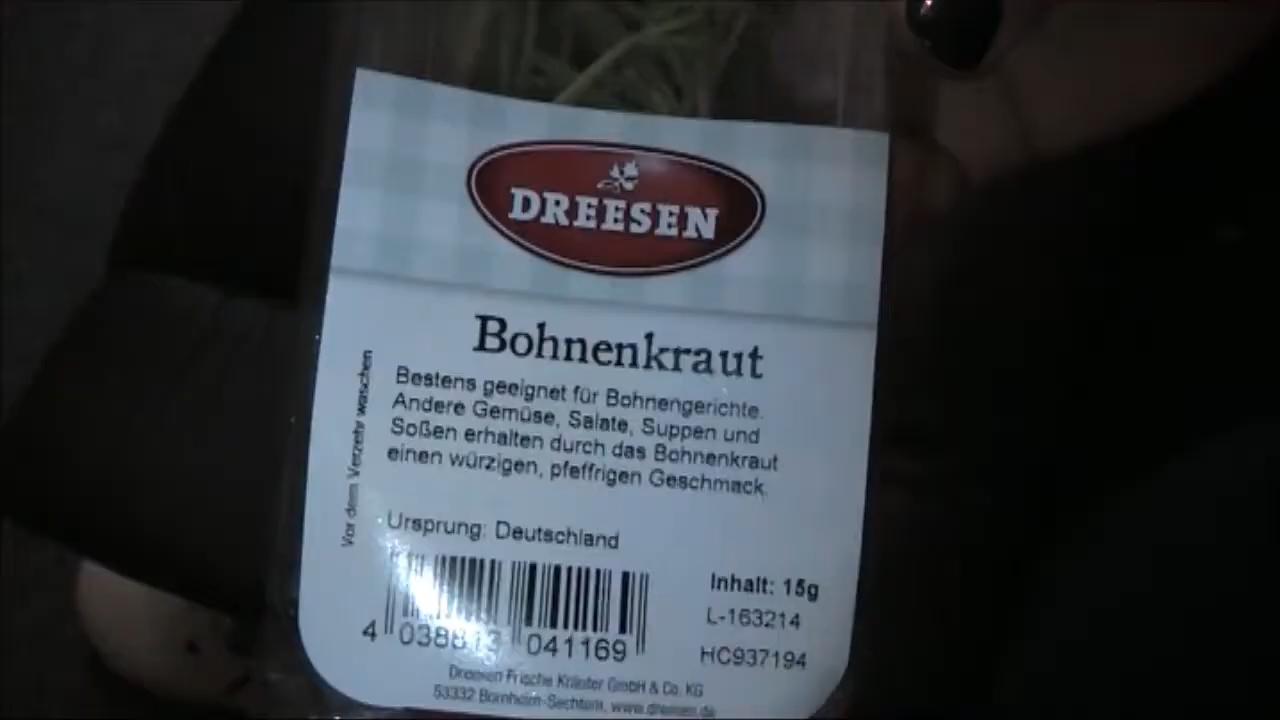 DREESEN
Bohnenkraut
Bestens geeignet für Bohnengerichte.
Andere Gemüse, Salate, Suppen und
Soßen erhalten durch das Bohnenkraut
einen würzigen, pfeffrigen Geschmack.
Vor dem Verzehr waschen
Ursprung: Deutschland
Inhalt: 15g
L-163214
HC937194
4 041169
Dreesen Frische Kräuter GmbH & Co. KG
53332 Bornheim-Sechtem, www.dreesen.de